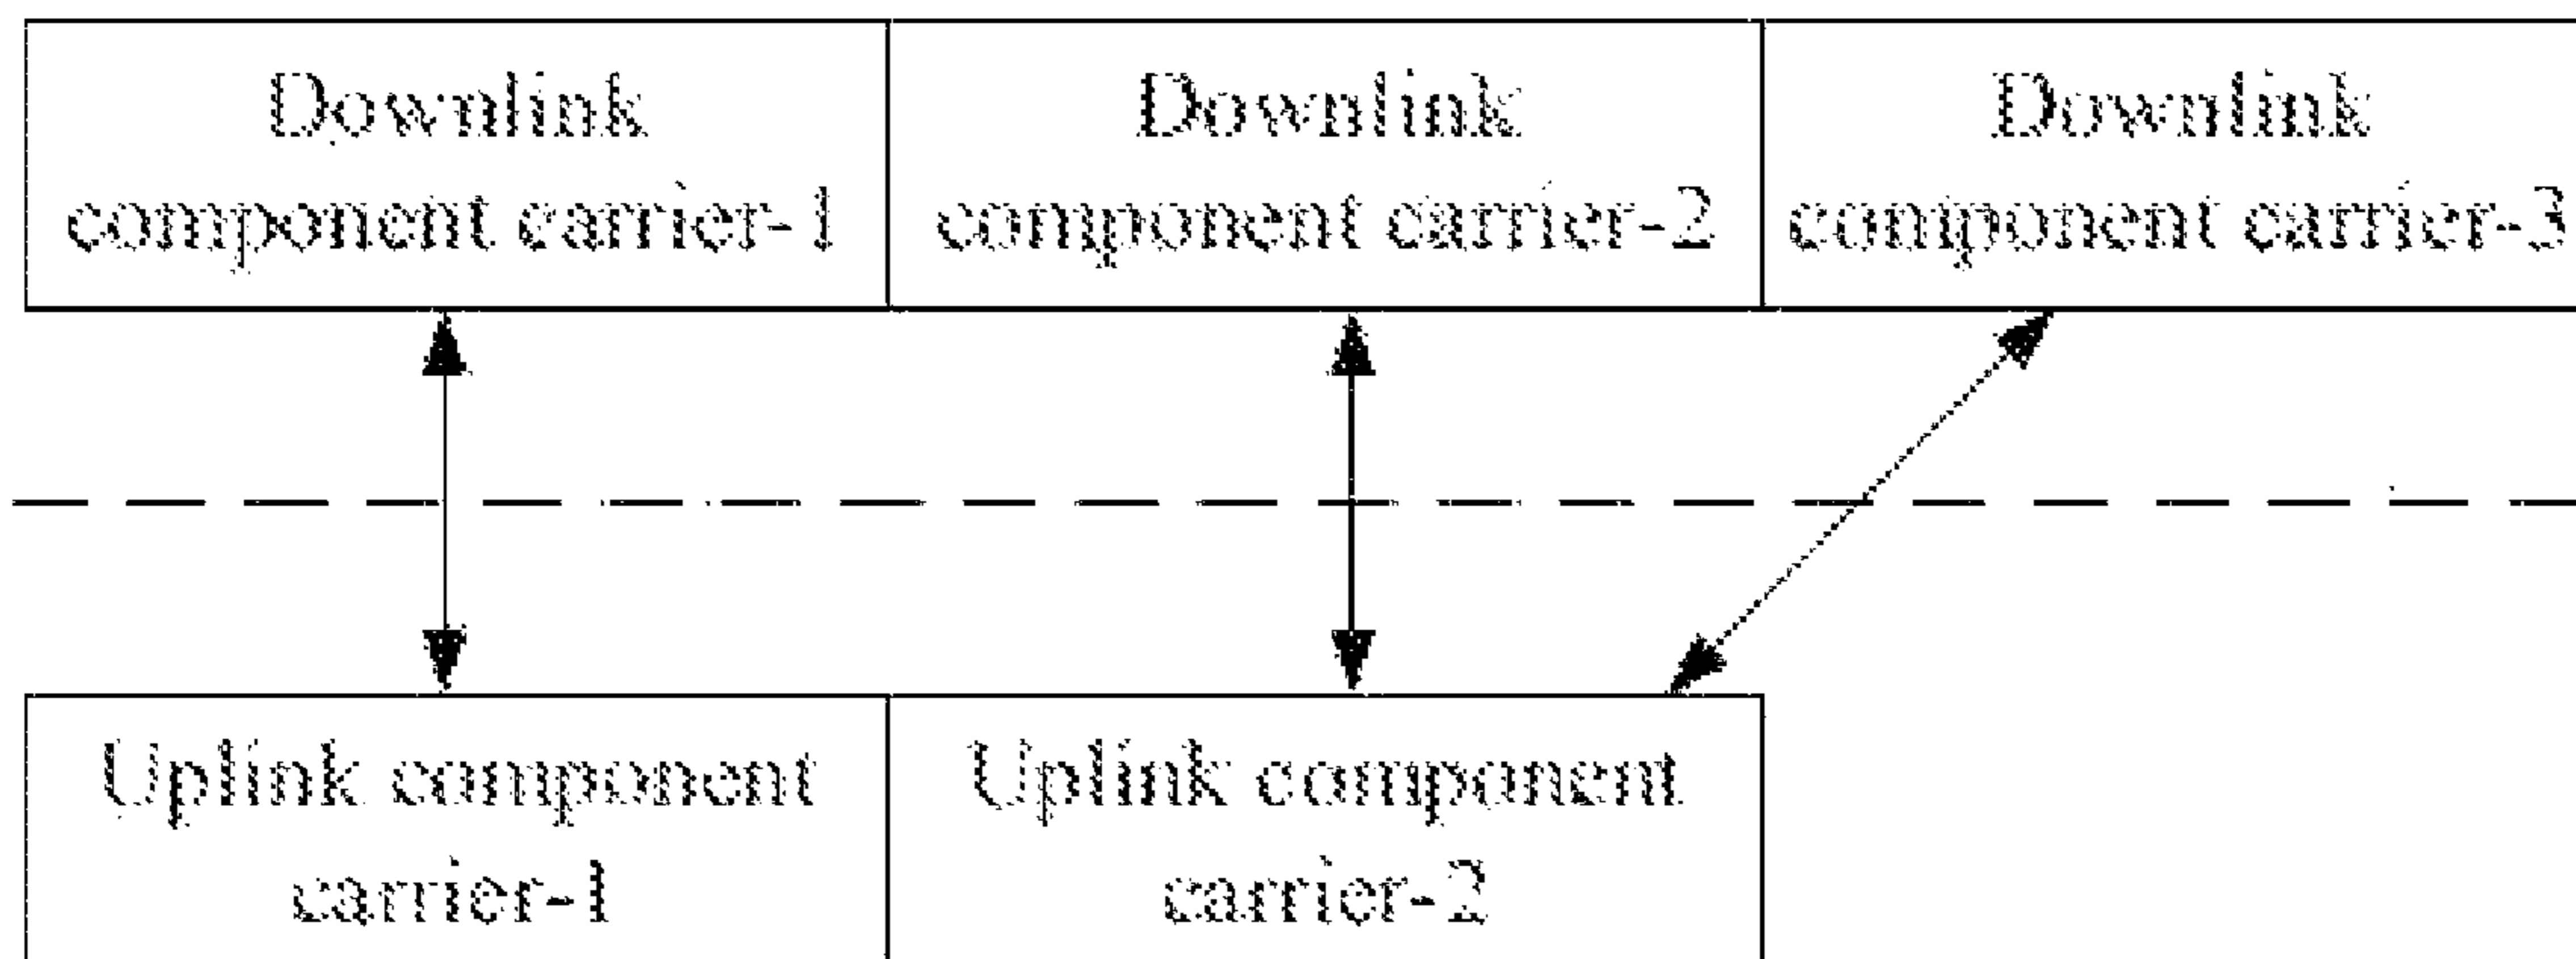 Downlink
component carrier-1
Downlink
component carrier-2
Downlink
component carrier-3
Uplink component
carrier-1
Uplink component
carrier-2